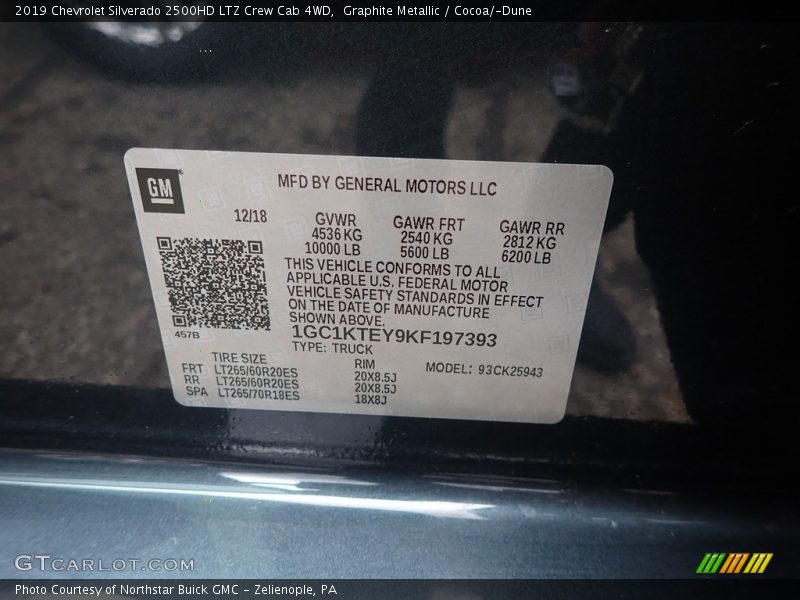 2019 Chevrolet Silverado 2500HD LTZ Crew Cab 4WD,  Graphite Metallic / Cocoa/-Dune
GM
MFD BY GENERAL MOTORS LLC
12/18
GVWR GAWR FRT GAWR RR
4536 KG 2540 KG 2812 KG
10000 LB 5600 LB 6200 LB
THIS VEHICLE CONFORMS TO ALL
APPLICABLE U.S. FEDERAL MOTOR
VEHICLE SAFETY STANDARDS IN EFFECT
ON THE DATE OF MANUFACTURE
SHOWN ABOVE.
457B
1GC1KTEY9KF197393
TYPE: TRUCK
TIRE SIZE RIM MODEL: 93CK25943
FRT LT265/60R20ES 20X8.5J
RR LT265/60R20ES 20X8.5J
SPA LT265/70R18ES 18X8J
GTCARLOT.COM
Photo Courtesy of Northstar Buick GMC - Zelienople, PA